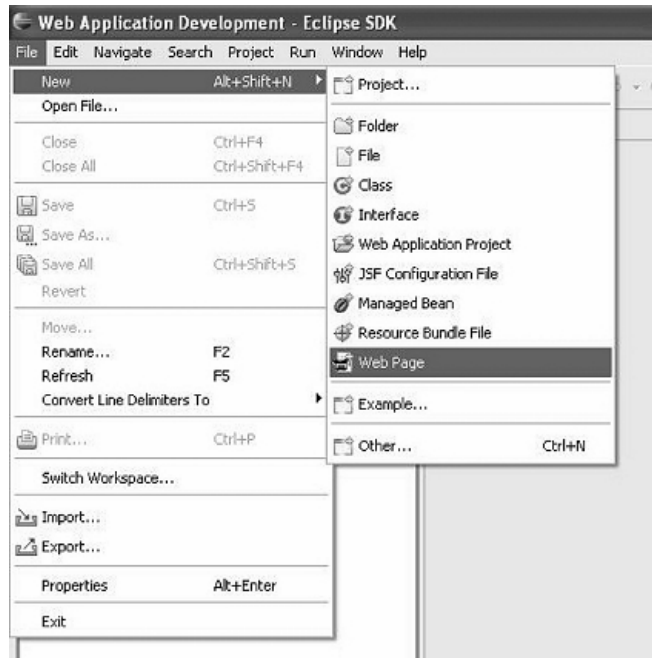 Web Application Development - Eclipse SDK
File Edit Navigate Search Project Run Window Help
New Alt+Shift+N
Open File...
Close Ctrl+F4
Close All Ctrl+Shift+F4
Save Ctrl+S
Save As...
Save All Ctrl+Shift+S
Revert
Move...
Rename... F2
Refresh F5
Convert Line Delimiters To
Print... Ctrl+P
Switch Workspace...
Import...
Export...
Properties Alt+Enter
Exit
Project...
Folder
File
Class
Interface
Web Application Project
JSF Configuration File
Managed Bean
Resource Bundle File
Web Page
Example...
Other... Ctrl+N